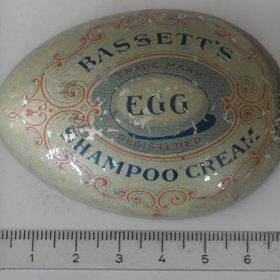 BASSETT'S
TRADE MARK
EGG
REGISTERED
SHAMPOO CREAM
1 2 3 4 5 6